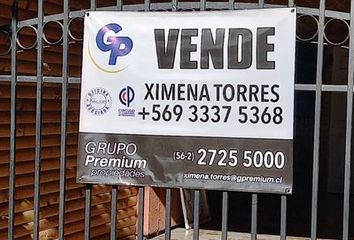 GP VENDE
XIMENA TORRES
+569 3337 5368
GRUPO
Premium
propiedades
(56-2) 2725 5000
ximena.torres@gpremium.cl